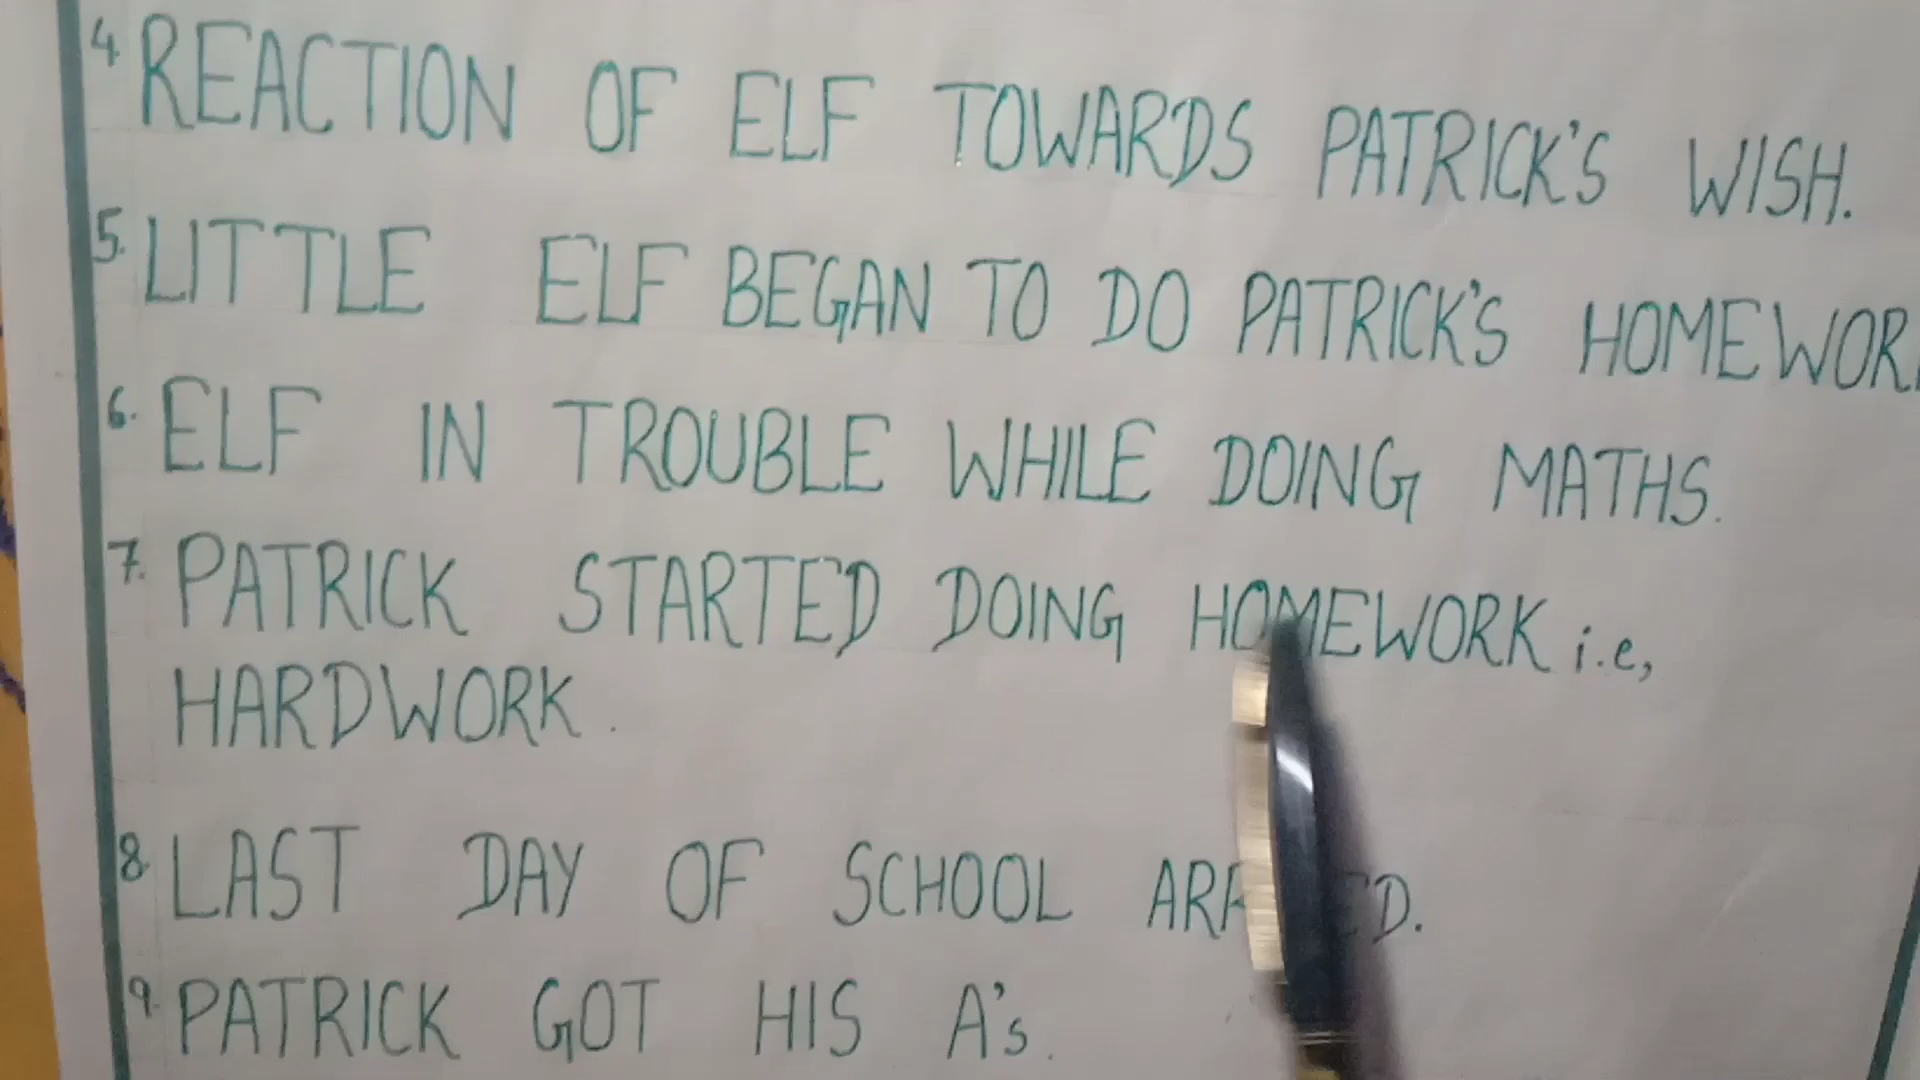 4. REACTION OF ELF TOWARDS PATRICK'S WISH.
5. LITTLE ELF BEGAN TO DO PATRICK'S
6. ELF IN TROUBLE WHILE DOING MATHS.
7. PATRICK STARTED DOING HOMEWORK i.e,
HARDWORK.
8. LAST DAY OF SCHOOL
9. PATRICK GOT HIS A's.